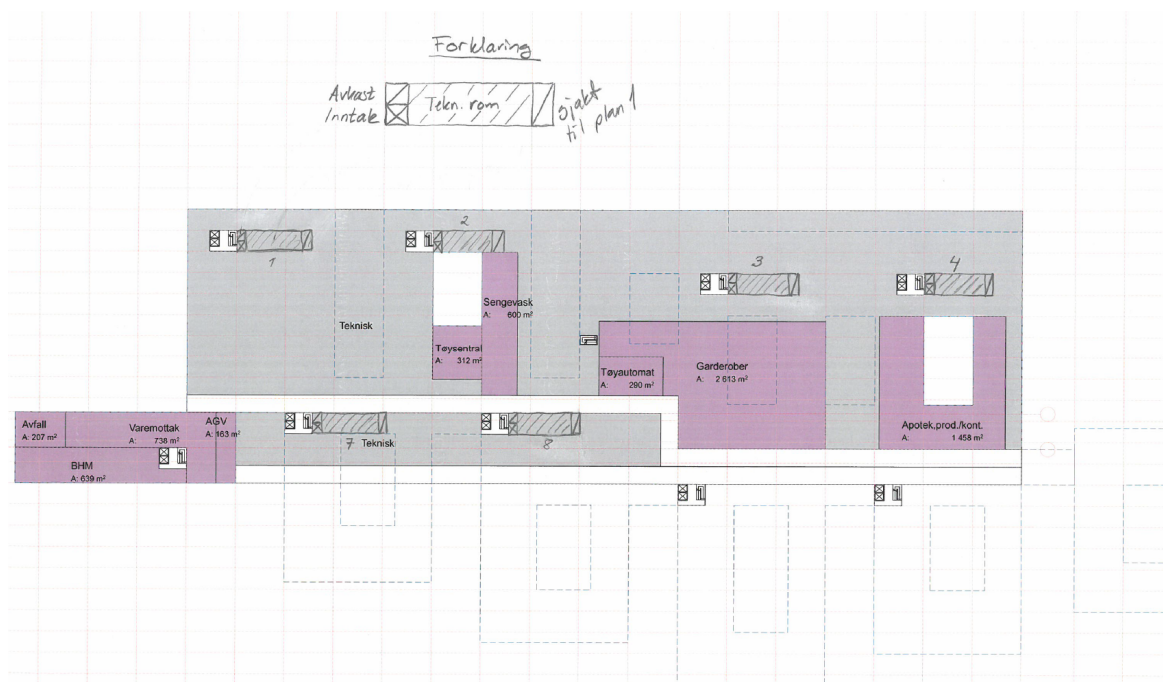 Forklaring
Avkast
Inntak
Tekn. rom
Sjakt
til plan 1
1
2
3
4
Sengevask
A: 600 m²
Teknisk
Tøysentral
A: 312 m²
Tøyautomat
A: 290 m²
Garderober
A: 2 613 m²
Avfall
A: 207 m²
Varemottak
A: 738 m²
AGV
A: 163 m²
7
Teknisk
8
Apotek,prod./kont.
A: 1 458 m²
BHM
A: 639 m²